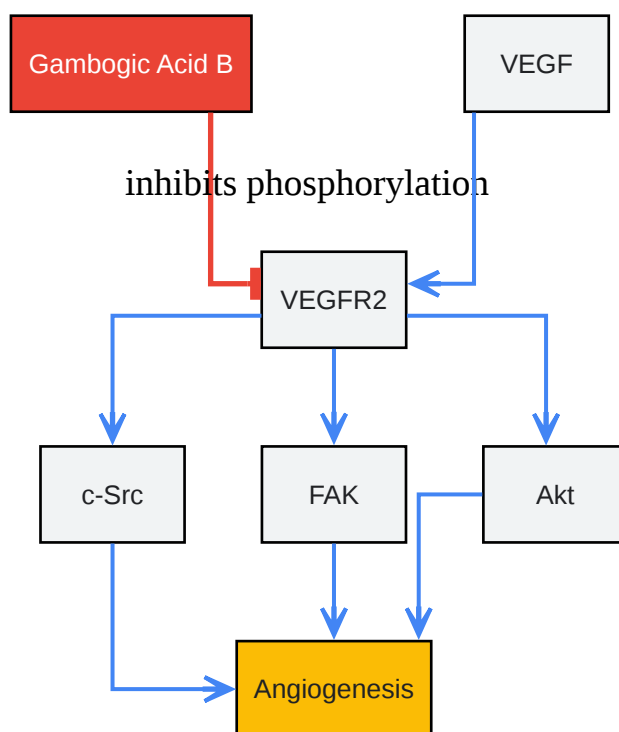 Gambogic Acid B
VEGF
inhibits phosphorylation
VEGFR2
c-Src
FAK
Akt
Angiogenesis